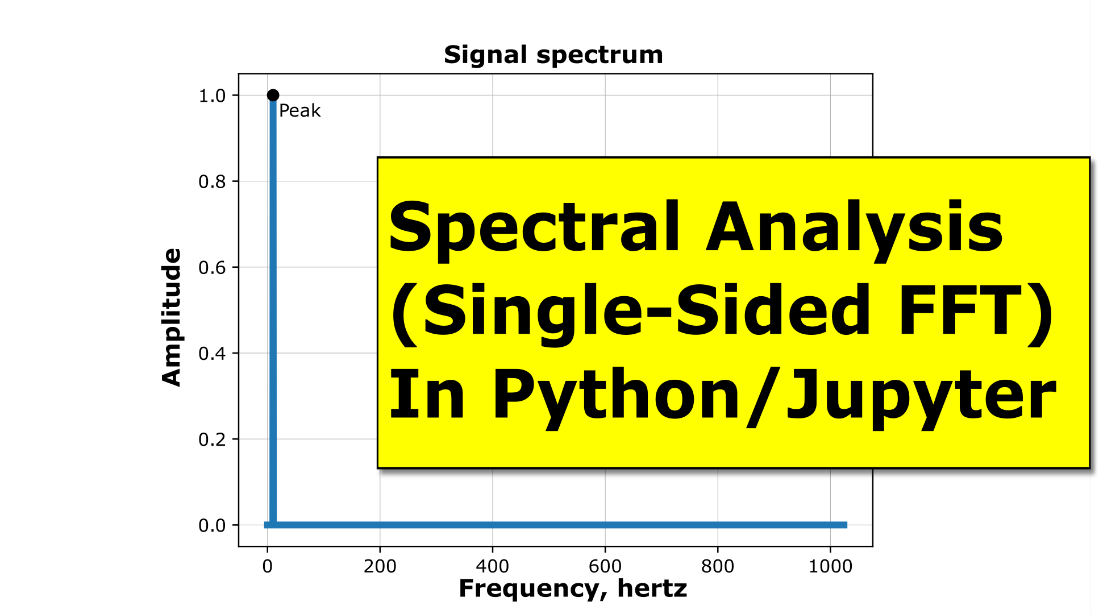 Signal spectrum
1.0
Peak
0.8
Spectral Analysis
(Single-Sided FFT)
In Python/Jupyter
0.6
0.4
0.2
0.0
Amplitude
0 200 400 600 800 1000
Frequency, hertz